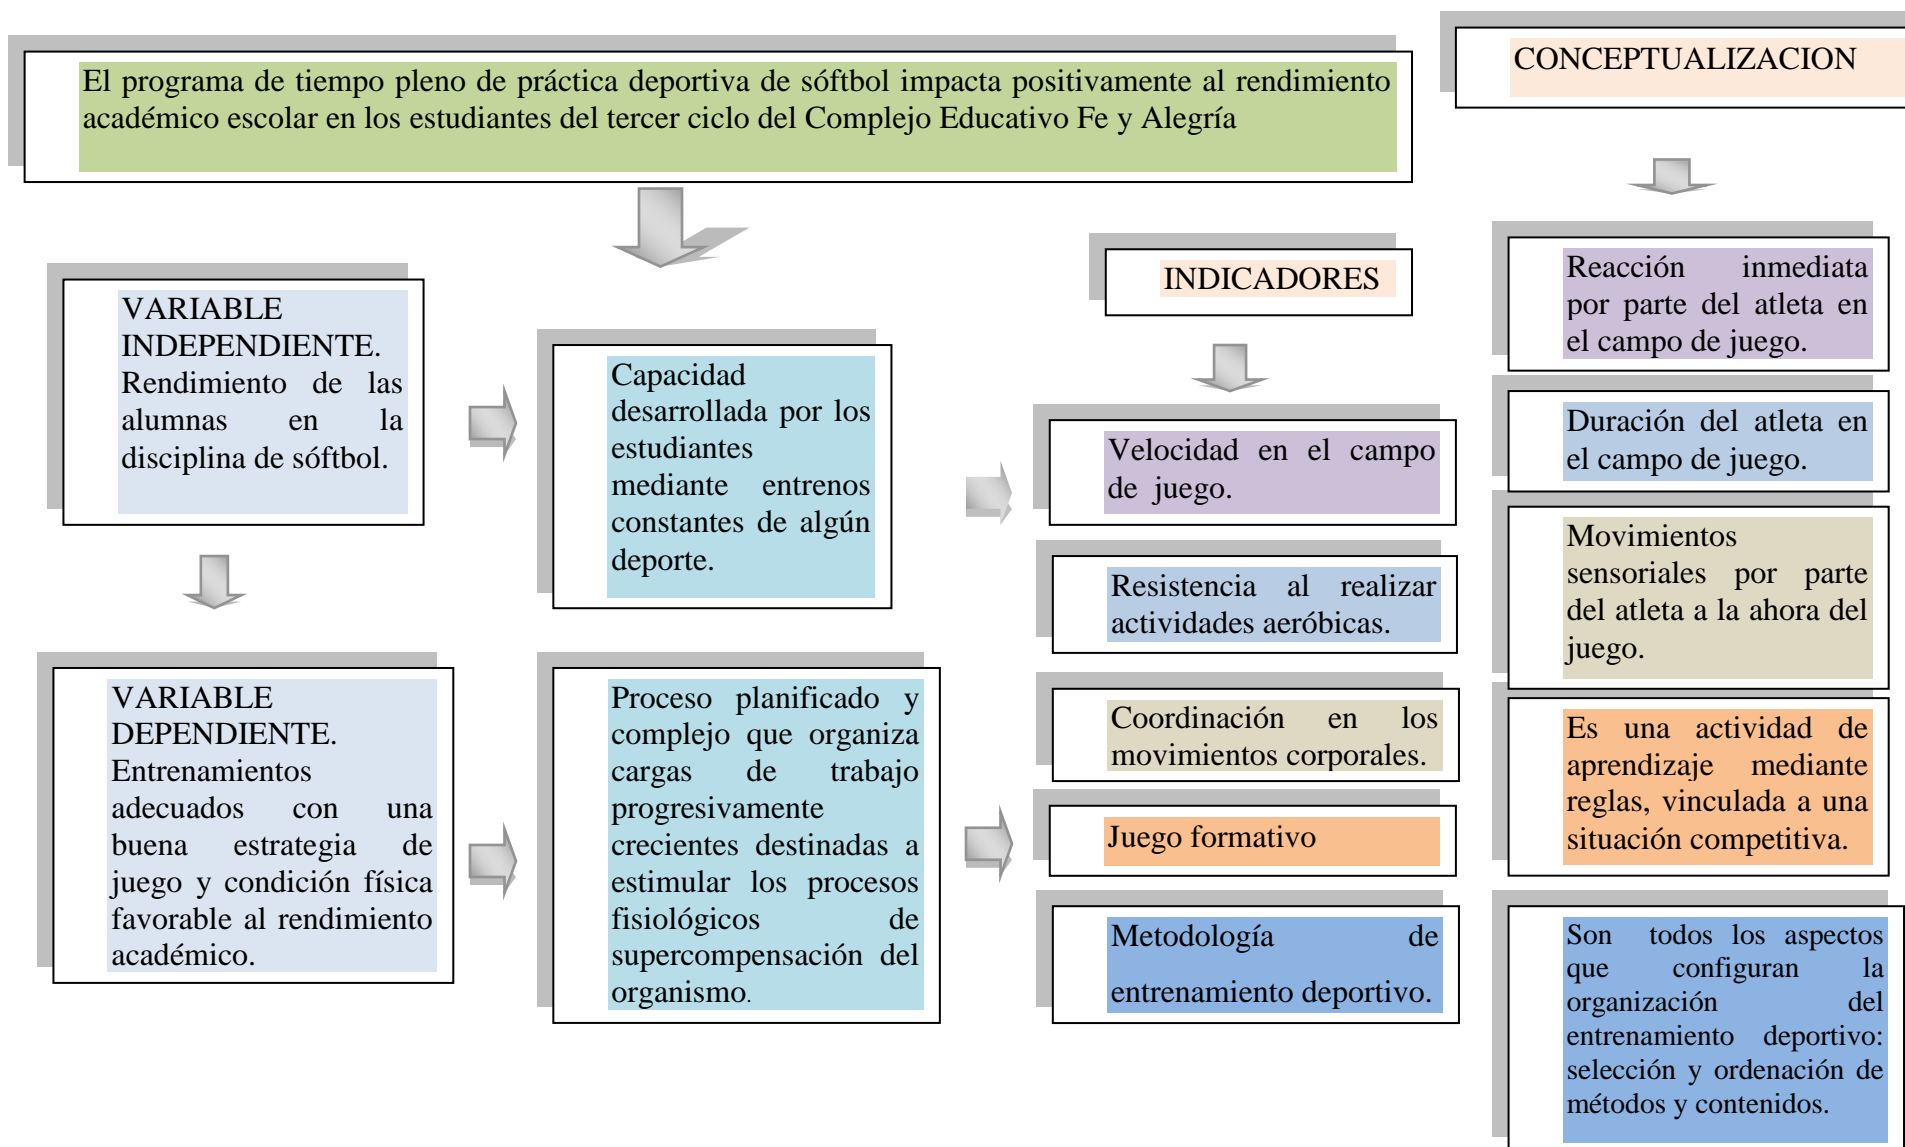 El programa de tiempo pleno de práctica deportiva de sóftbol impacta positivamente al rendimiento
académico escolar en los estudiantes del tercer ciclo del Complejo Educativo Fe y Alegría
CONCEPTUALIZACION
VARIABLE
INDEPENDIENTE.
Rendimiento de las
alumnas en la
disciplina de sóftbol.
Capacidad
desarrollada por los
estudiantes
mediante entrenos
constantes de algún
deporte.
VARIABLE
DEPENDIENTE.
Entrenamientos
adecuados con una
buena estrategia de
juego y condición física
favorable al rendimiento
académico.
Proceso planificado y
complejo que organiza
cargas de trabajo
progresivamente
crecientes destinadas a
estimular los procesos
fisiológicos de
supercompensación del
organismo.
INDICADORES
Velocidad en el campo
de juego.
Resistencia al realizar
actividades aeróbicas.
Coordinación en los
movimientos corporales.
Juego formativo
Metodología de
entrenamiento deportivo.
Reacción inmediata
por parte del atleta en
el campo de juego.
Duración del atleta en
el campo de juego.
Movimientos
sensoriales por parte
del atleta a la ahora del
juego.
Es una actividad de
aprendizaje mediante
reglas, vinculada a una
situación competitiva.
Son todos los aspectos
que configuran la
organización del
entrenamiento deportivo:
selección y ordenación de
métodos y contenidos.